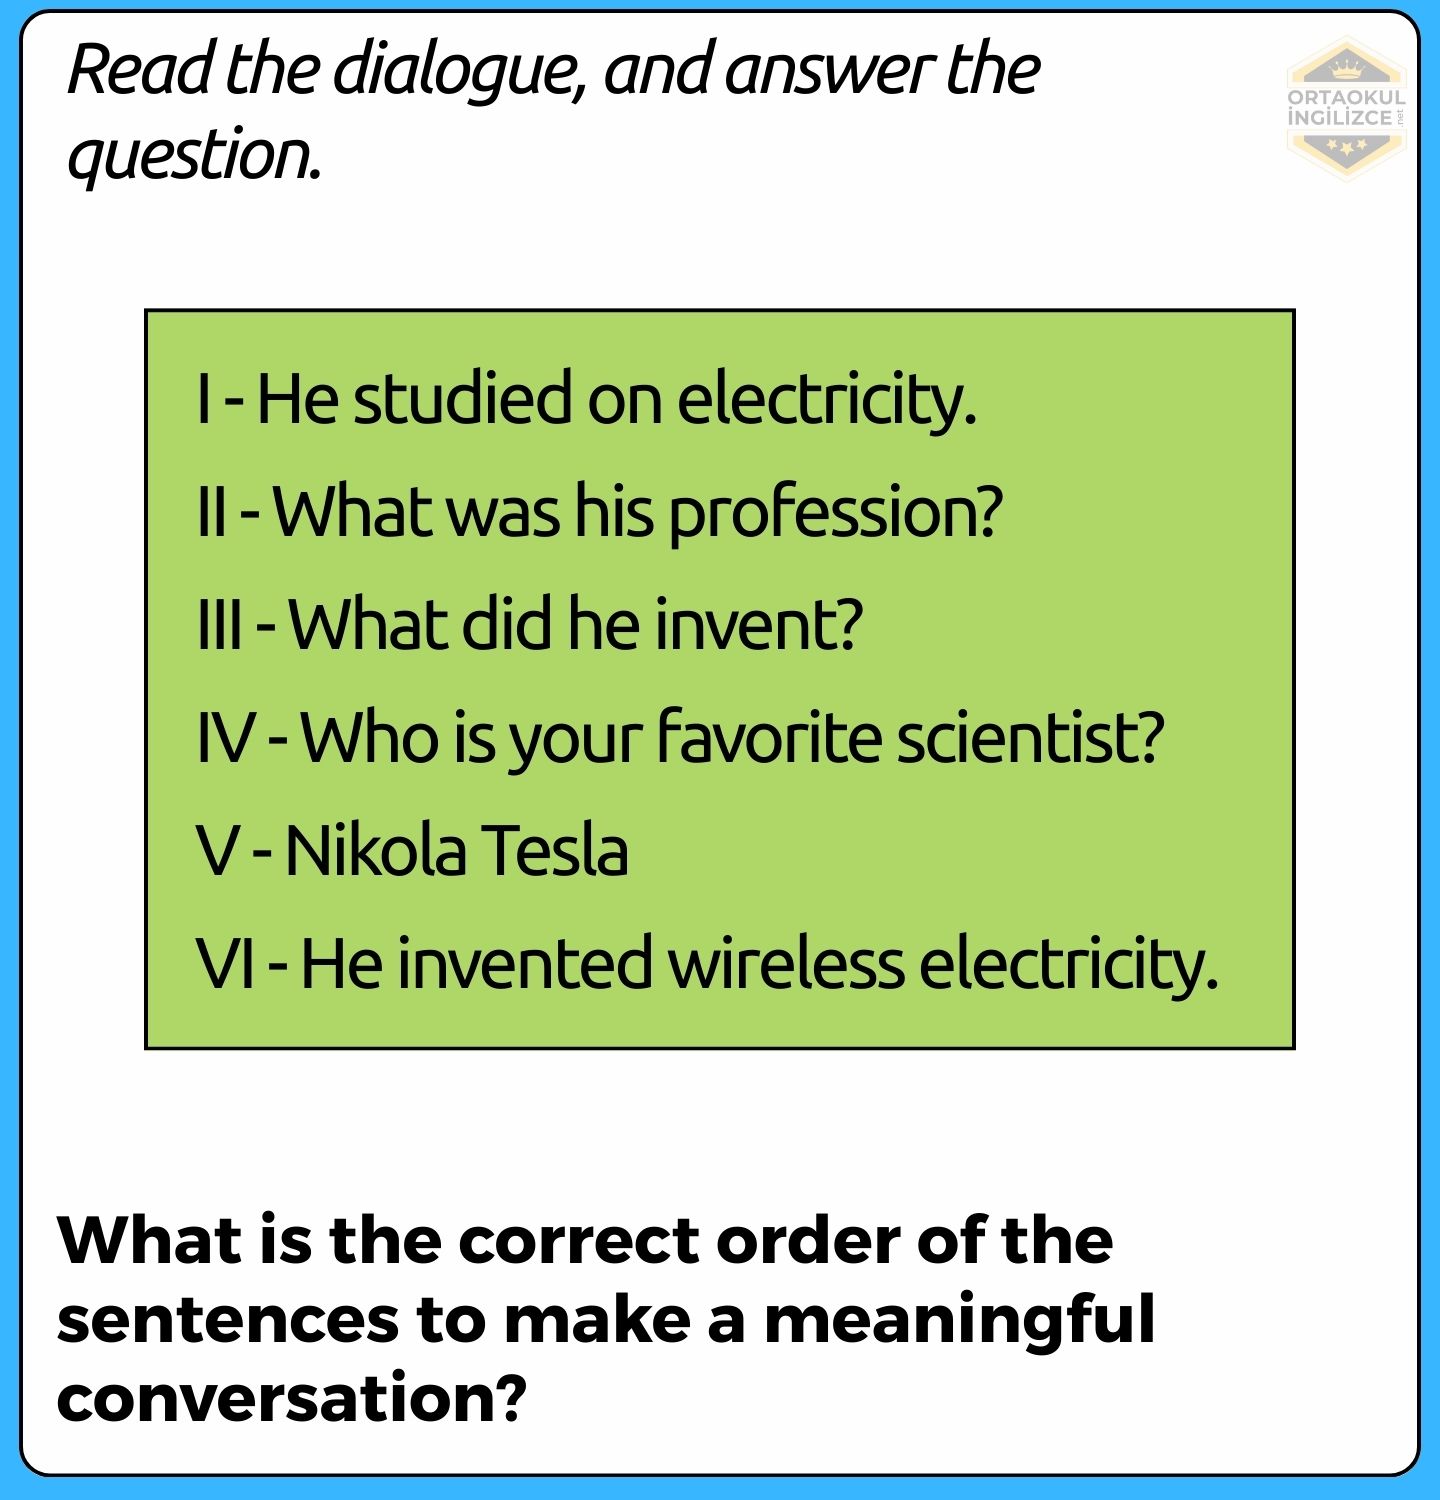 Read the dialogue, and answer the
question.
ORTAOKUL
İNGİLİZCE
.net
I - He studied on electricity.
II - What was his profession?
III - What did he invent?
IV - Who is your favorite scientist?
V - Nikola Tesla
VI - He invented wireless electricity.
What is the correct order of the
sentences to make a meaningful
conversation?